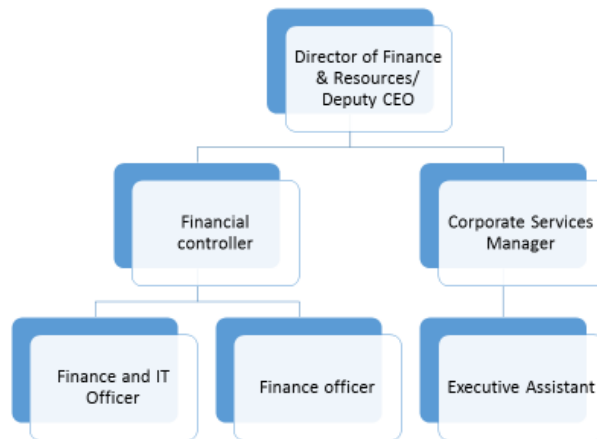 Director of Finance
& Resources/
Deputy CEO
Financial
controller
Corporate Services
Manager
Finance and IT
Officer
Finance officer
Executive Assistant